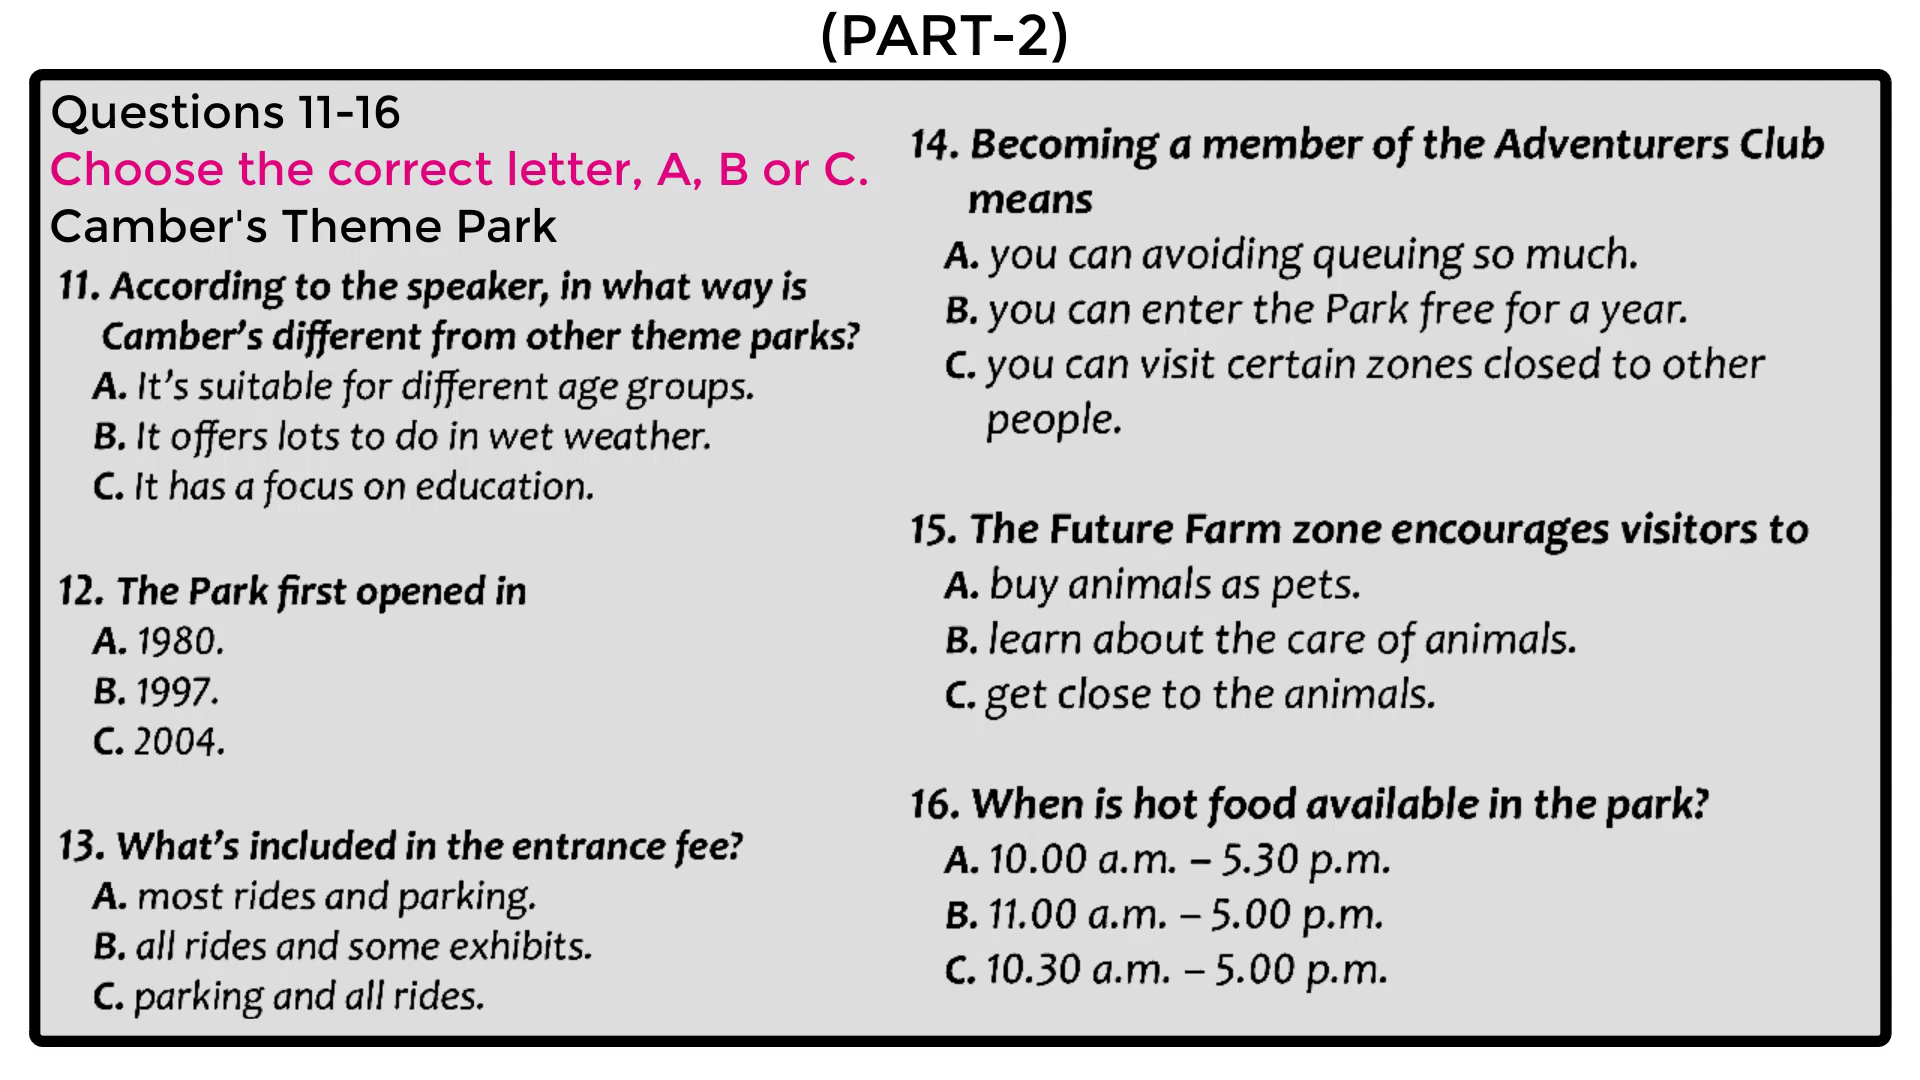 (PART-2)
Questions 11-16
Choose the correct letter, A, B or C.
Camber's Theme Park
11. According to the speaker, in what way is
Camber's different from other theme parks?
A. It's suitable for different age groups.
B. It offers lots to do in wet weather.
C. It has a focus on education.
12. The Park first opened in
A. 1980.
B. 1997.
C. 2004.
13. What's included in the entrance fee?
A. most rides and parking.
B. all rides and some exhibits.
C. parking and all rides.
14. Becoming a member of the Adventurers Club
means
A. you can avoiding queuing so much.
B. you can enter the Park free for a year.
C. you can visit certain zones closed to other
people.
15. The Future Farm zone encourages visitors to
A. buy animals as pets.
B. learn about the care of animals.
C. get close to the animals.
16. When is hot food available in the park?
A. 10.00 a.m. – 5.30 p.m.
B. 11.00 a.m. – 5.00 p.m.
C. 10.30 a.m. – 5.00 p.m.